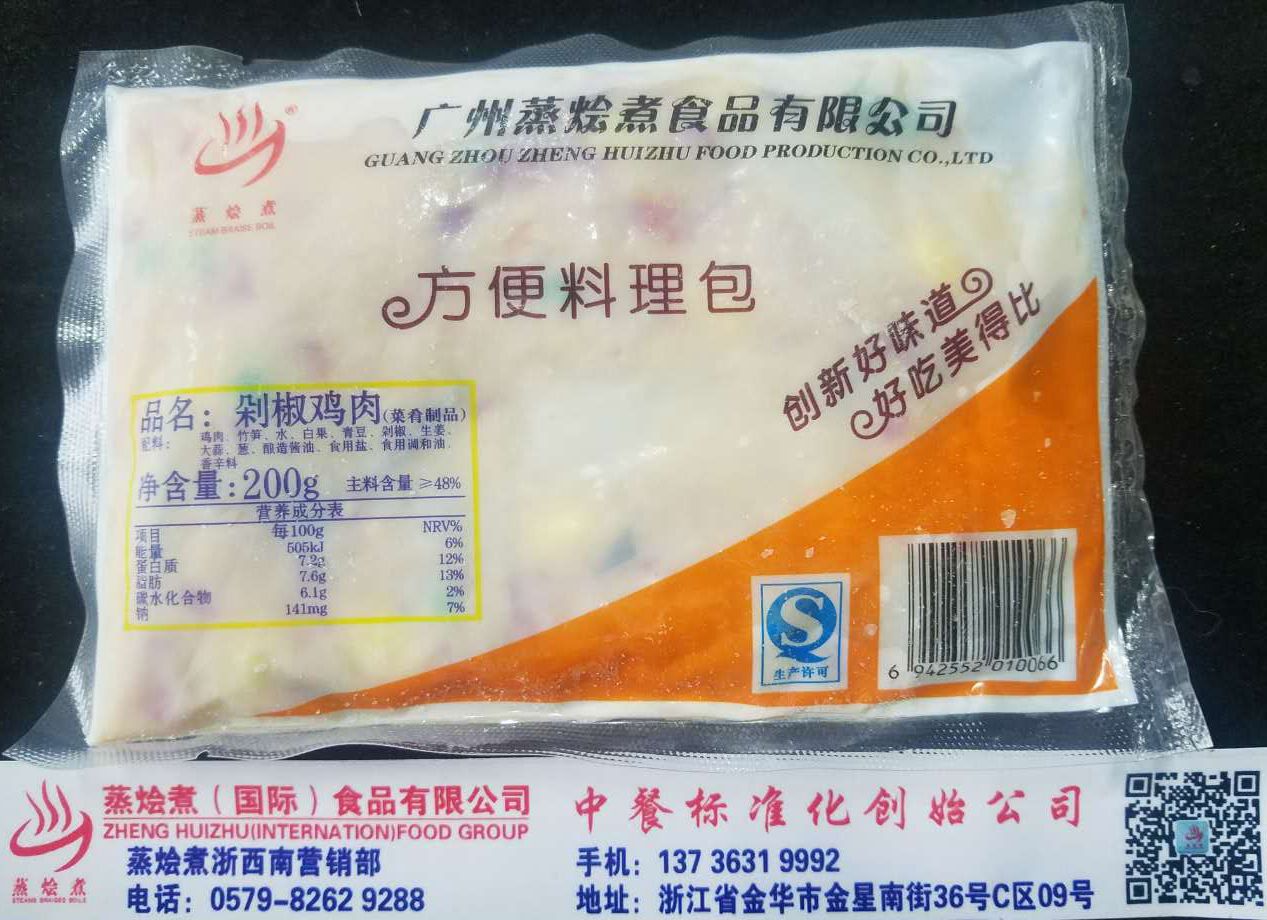 ®
蒸烩煮
STEAM BRAISE BOIL
广州蒸烩煮食品有限公司
GUANG ZHOU ZHENG HUIZHU FOOD PRODUCTION CO.,LTD
方便料理包
创新好味道
好吃美得比
品名：剁椒鸡肉(菜肴制品)
配料： 鸡肉、竹笋、水、白果、青豆、剁椒、生姜、
大蒜、葱、酿造酱油、食用盐、食用调和油、
香辛料
净含量：200g 主料含量 ≥48%
营养成分表
项目 每100g NRV%
能量 505kJ 6%
蛋白质 7.2g 12%
脂肪 7.6g 13%
碳水化合物 6.1g 2%
钠 141mg 7%
生产许可
6 942552 010066
蒸烩煮
STEAMS BRAISES BOILS
蒸烩煮（国际）食品有限公司
ZHENG HUIZHU(INTERNATION)FOOD GROUP
蒸烩煮浙西南营销部
电话：0579-8262 9288
中餐标准化创始公司
手机：137 3631 9992
地址：浙江省金华市金星南街36号C区09号